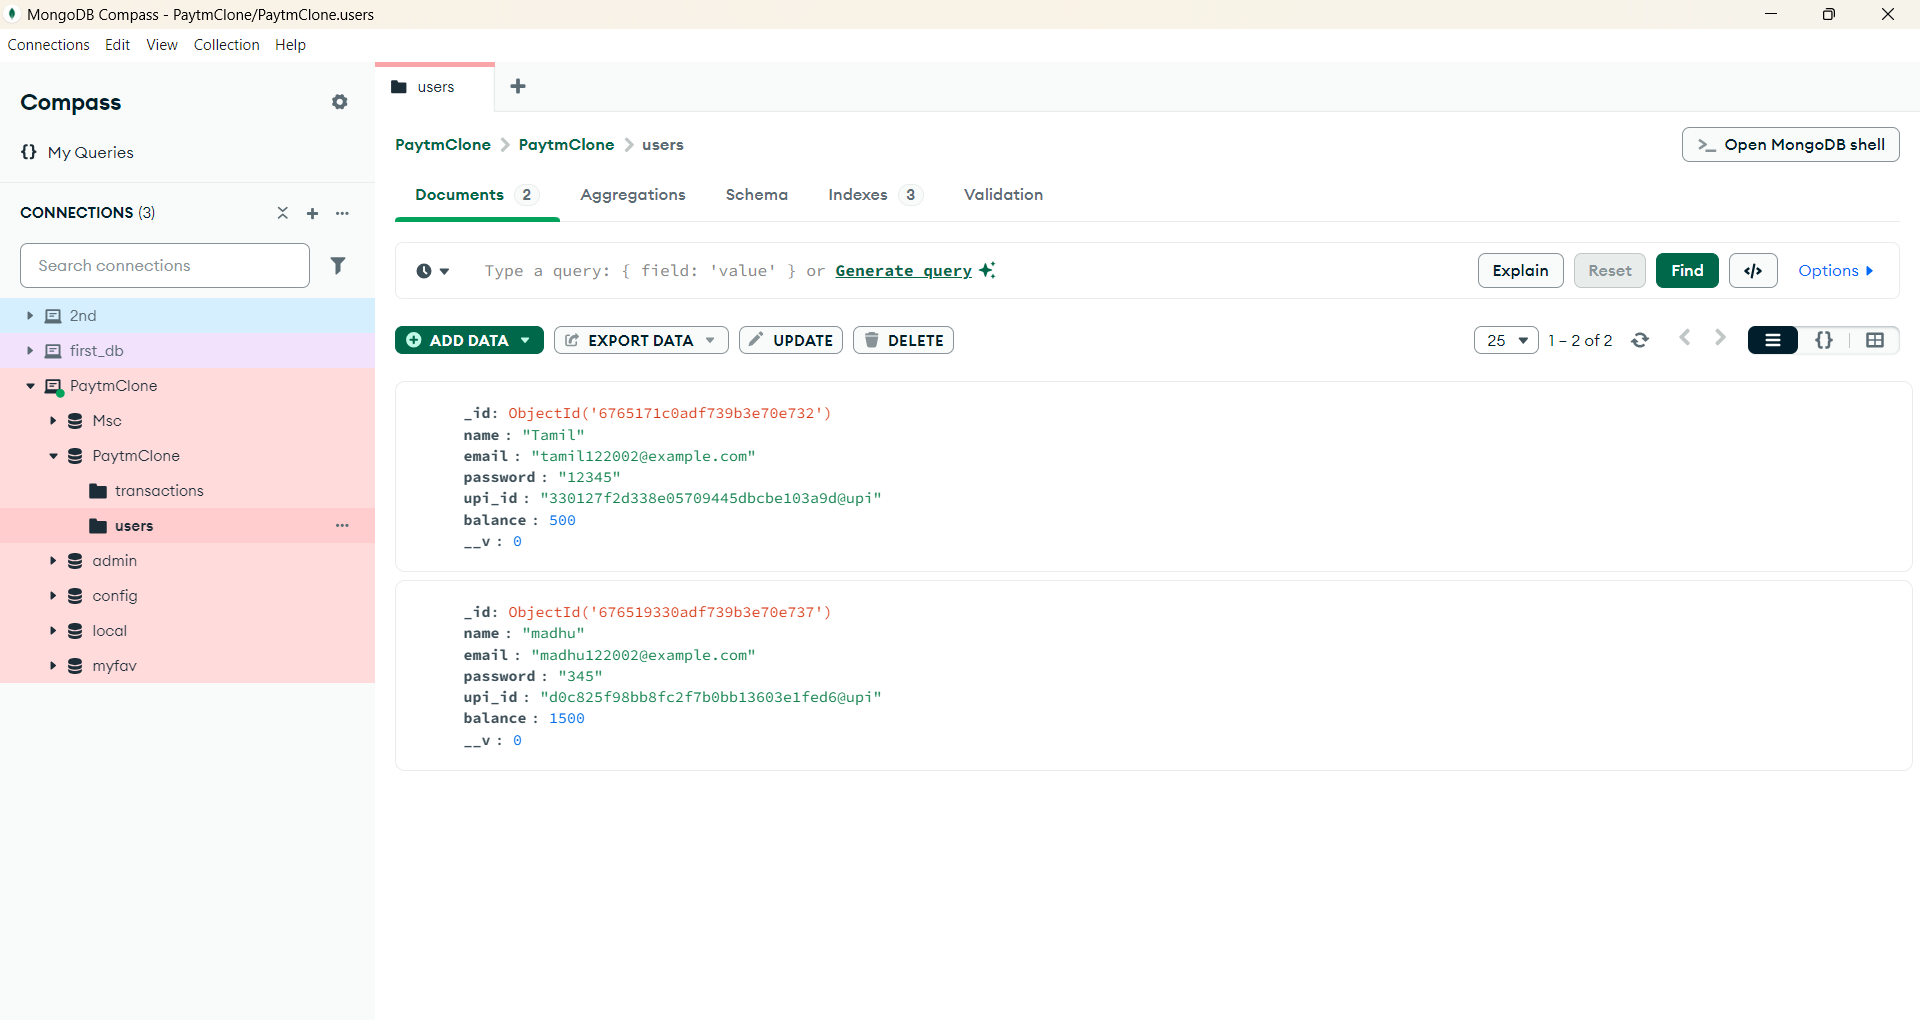 MongoDB Compass - PaytmClone/PaytmClone.users
Connections Edit View Collection Help
Compass
{} My Queries
CONNECTIONS (3)
Search connections
2nd
first_db
PaytmClone
Msc
PaytmClone
transactions
users
admin
config
local
myfav
users
PaytmClone > PaytmClone > users
>_ Open MongoDB shell
Documents 2 Aggregations Schema Indexes 3 Validation
Type a query: { field: 'value' } or Generate query
Explain Reset Find </> Options
ADD DATA EXPORT DATA UPDATE DELETE
25 1 – 2 of 2 {}
_id: ObjectId('6765171c0adf739b3e70e732')
name : "Tamil"
email : "tamil122002@example.com"
password : "12345"
upi_id : "330127f2d338e05709445dbcbe103a9d@upi"
balance : 500
__v : 0
_id: ObjectId('676519330adf739b3e70e737')
name : "madhu"
email : "madhu122002@example.com"
password : "345"
upi_id : "d0c825f98bb8fc2f7b0bb13603e1fed6@upi"
balance : 1500
__v : 0